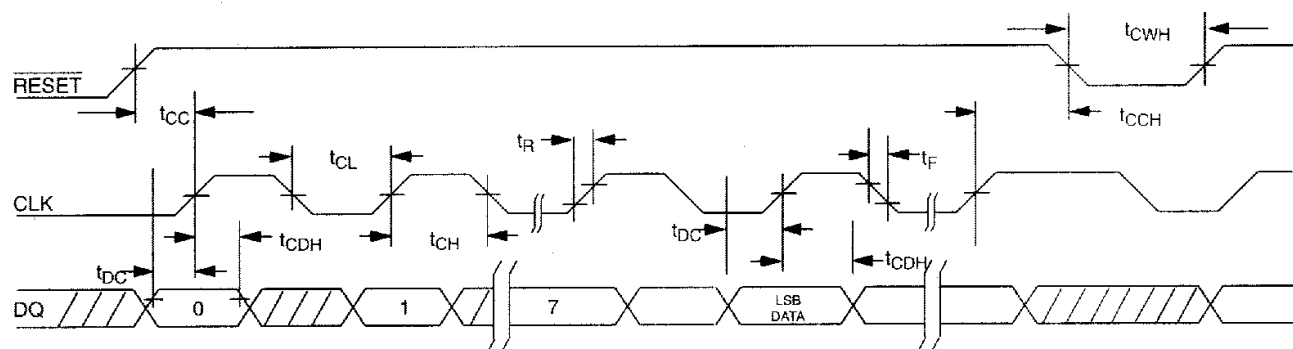 RESET
tCWH
tCC
tCCH
tCL
tR
tF
CLK
tCDH
tCH
tDC
tCDH
tDC
DQ
0
1
7
LSB
DATA